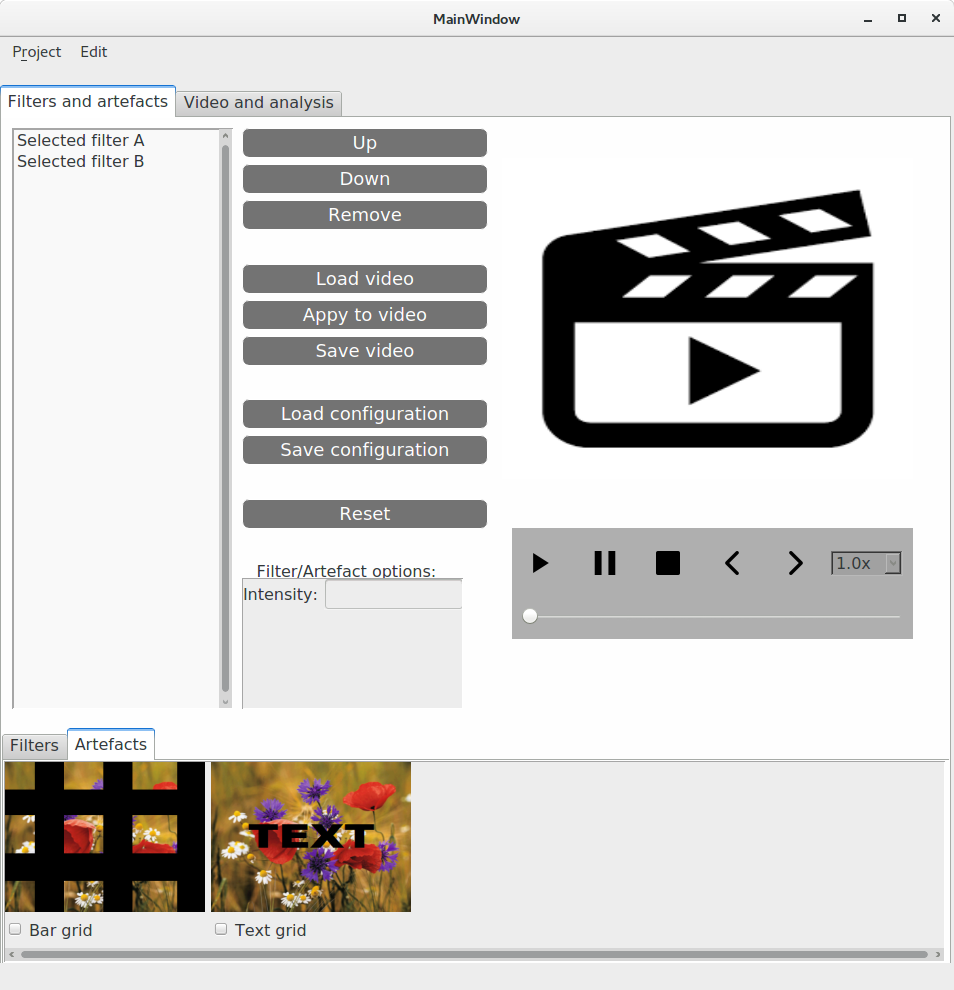 MainWindow
Project Edit
Filters and artefacts Video and analysis
Selected filter A
Selected filter B
Up
Down
Remove
Load video
Appy to video
Save video
Load configuration
Save configuration
Reset
Filter/Artefact options:
Intensity:
1.0x
Filters Artefacts
TEXT
Bar grid Text grid